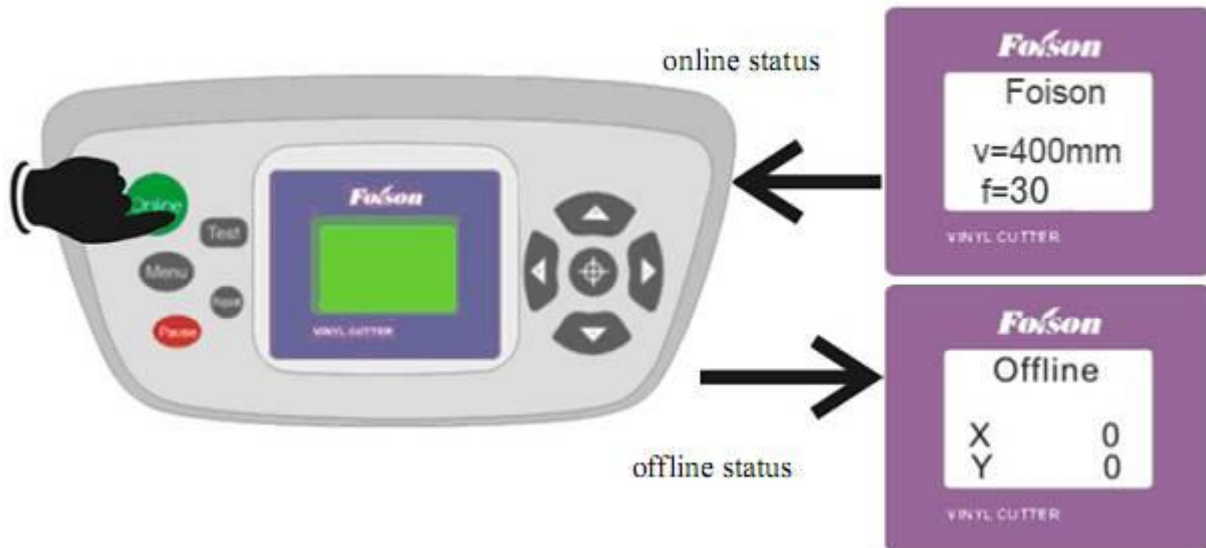 online status
Foison
Foison
v=400mm
f=30
VINYL CUTTER
Online
Test
Menu
Pause
Foison
VINYL CUTTER
offline status
Foison
Offline
X 0
Y 0
VINYL CUTTER